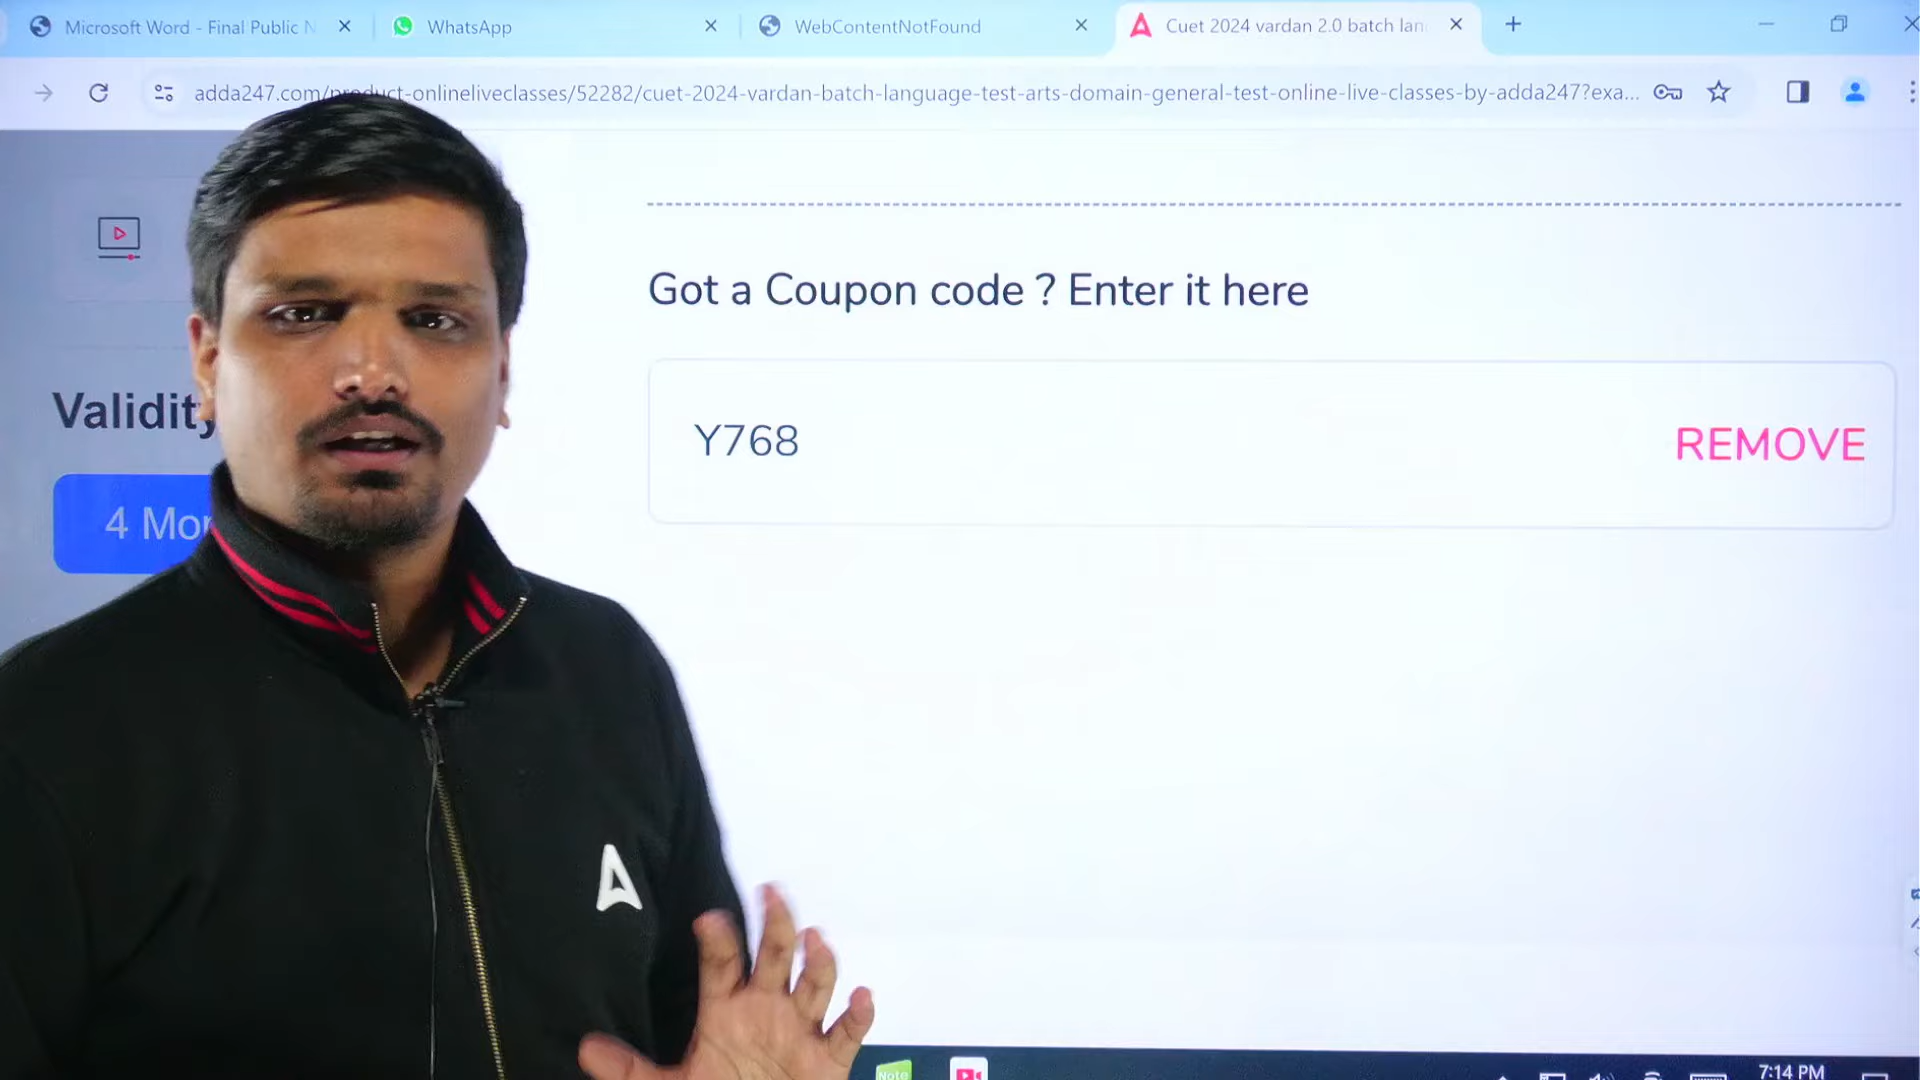 Microsoft Word - Final Public N
WhatsApp
WebContentNotFound
Cuet 2024 vardan 2.0 batch lan
adda247.com/product-onlineliveclasses/52282/cuet-2024-vardan-batch-language-test-arts-domain-general-test-online-live-classes-by-adda247?exa...
Got a Coupon code ? Enter it here
Validity
Y768
REMOVE
4 Mon
A
Note
7:14 PM